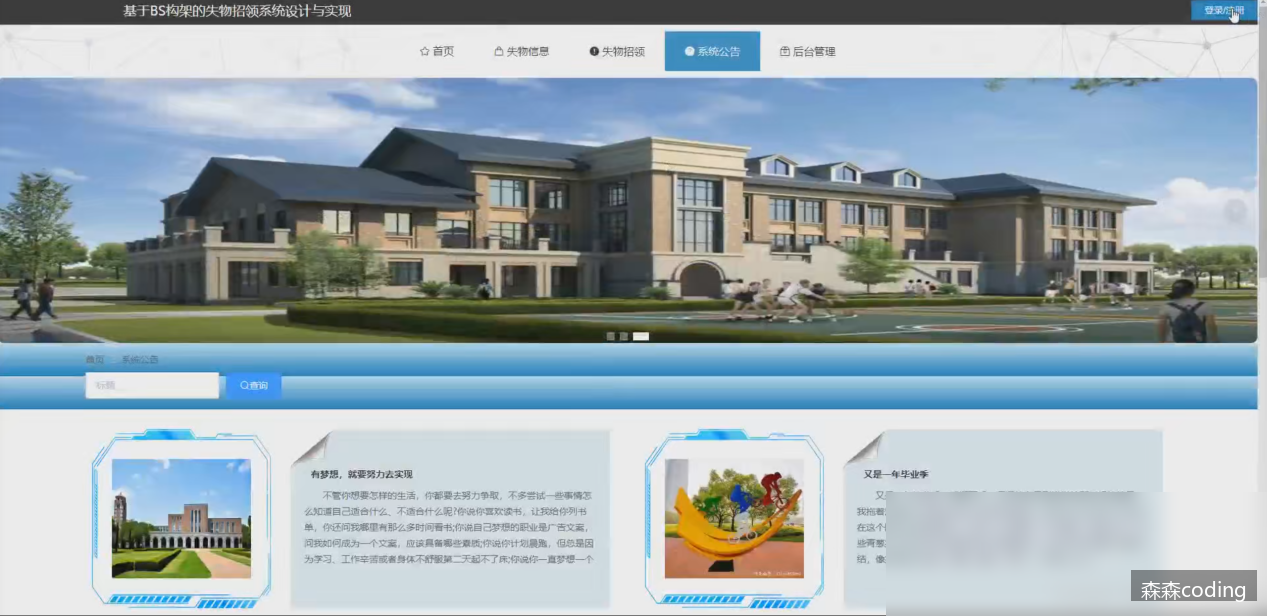 基于BS构架的失物招领系统设计与实现
登录/注册
首页
失物信息
失物招领
系统公告
后台管理
首页 系统公告
标题
查询
有梦想，就要努力去实现
不管你想要怎样的生活，你都要去努力争取，不多尝试一些事情怎
么知道自己适合什么、不适合什么呢?你说你喜欢读书，让我给你列书
单，你还问我哪里有那么多时间看书;你说自己梦想的职业是广告文案，
问我如何成为一个文案，应该具备哪些素质;你说你计划晨跑，但总是因
为学习、工作辛苦或者身体不舒服第二天起不了床;你说你一直梦想一个
又是一年毕业季
又
我拖着
在这个
些青葱
结，像
森森coding